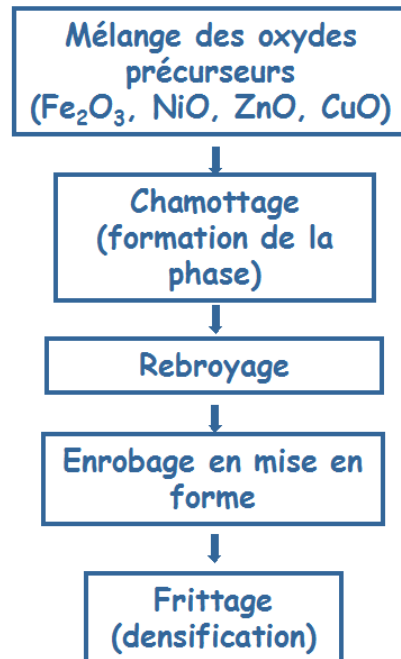 Mélange des oxydes
précurseurs
(Fe₂O₃, NiO, ZnO, CuO)
Chamottage
(formation de la
phase)
Rebroyage
Enrobage en mise en
forme
Frittage
(densification)